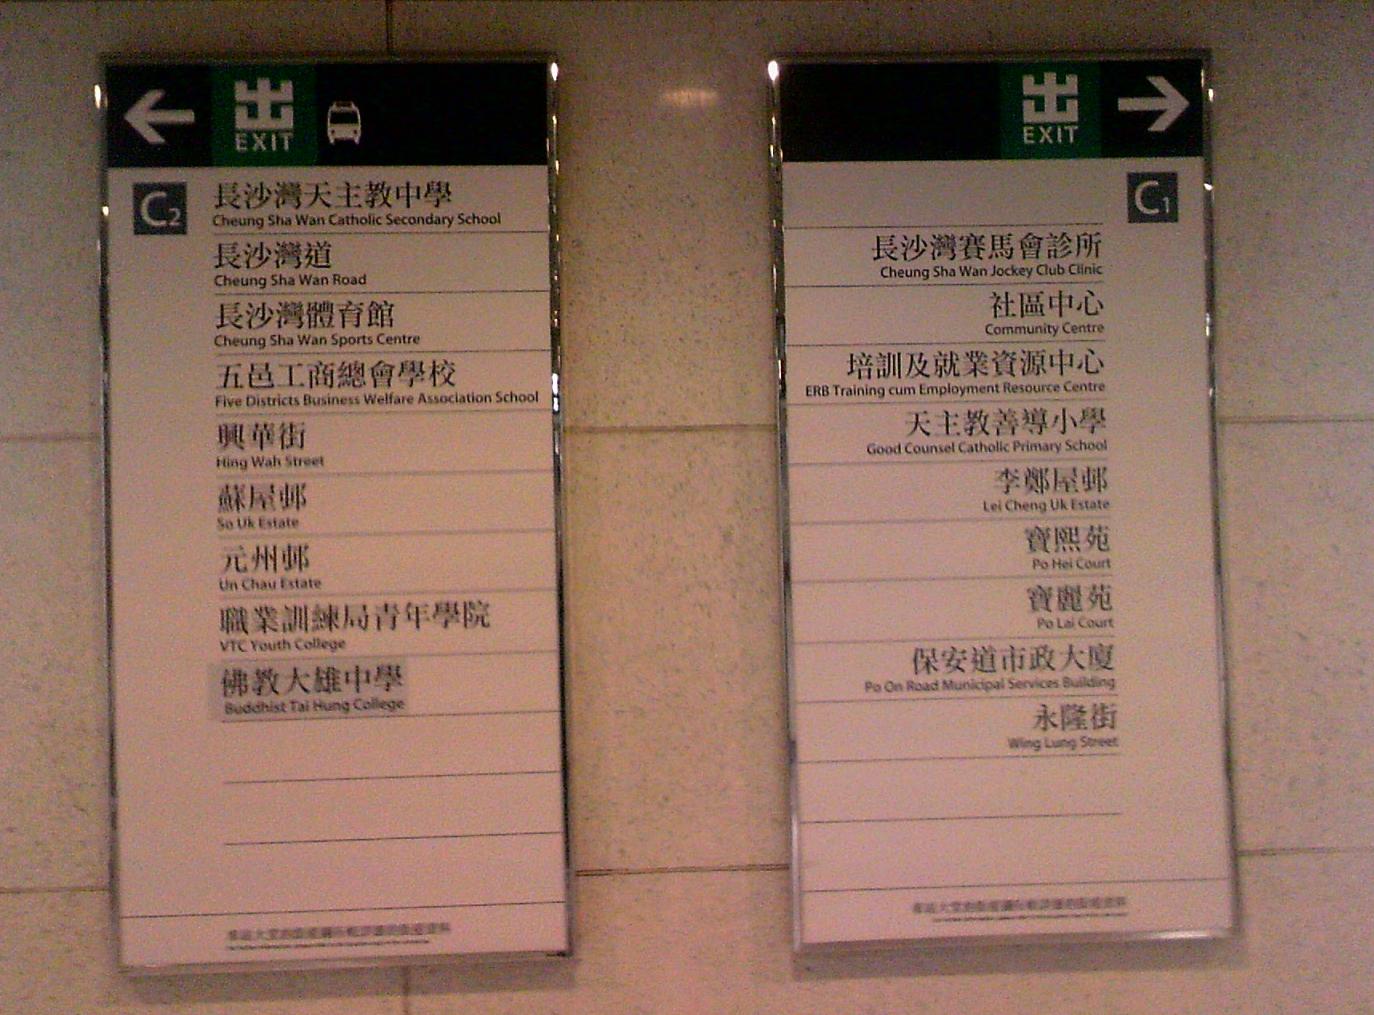 出
EXIT
C2
長沙灣天主教中學
Cheung Sha Wan Catholic Secondary School
長沙灣道
Cheung Sha Wan Road
長沙灣體育館
Cheung Sha Wan Sports Centre
五邑工商總會學校
Five Districts Business Welfare Association School
興華街
Hing Wah Street
蘇屋邨
So Uk Estate
元州邨
Un Chau Estate
職業訓練局青年學院
VTC Youth College
佛教大雄中學
Buddhist Tai Hung College
出
EXIT
C1
長沙灣賽馬會診所
Cheung Sha Wan Jockey Club Clinic
社區中心
Community Centre
培訓及就業資源中心
ERB Training cum Employment Resource Centre
天主教善導小學
Good Counsel Catholic Primary School
李鄭屋邨
Lei Cheng Uk Estate
寶熙苑
Po Hei Court
寶麗苑
Po Lai Court
保安道市政大廈
Po On Road Municipal Services Building
永隆街
Wing Lung Street